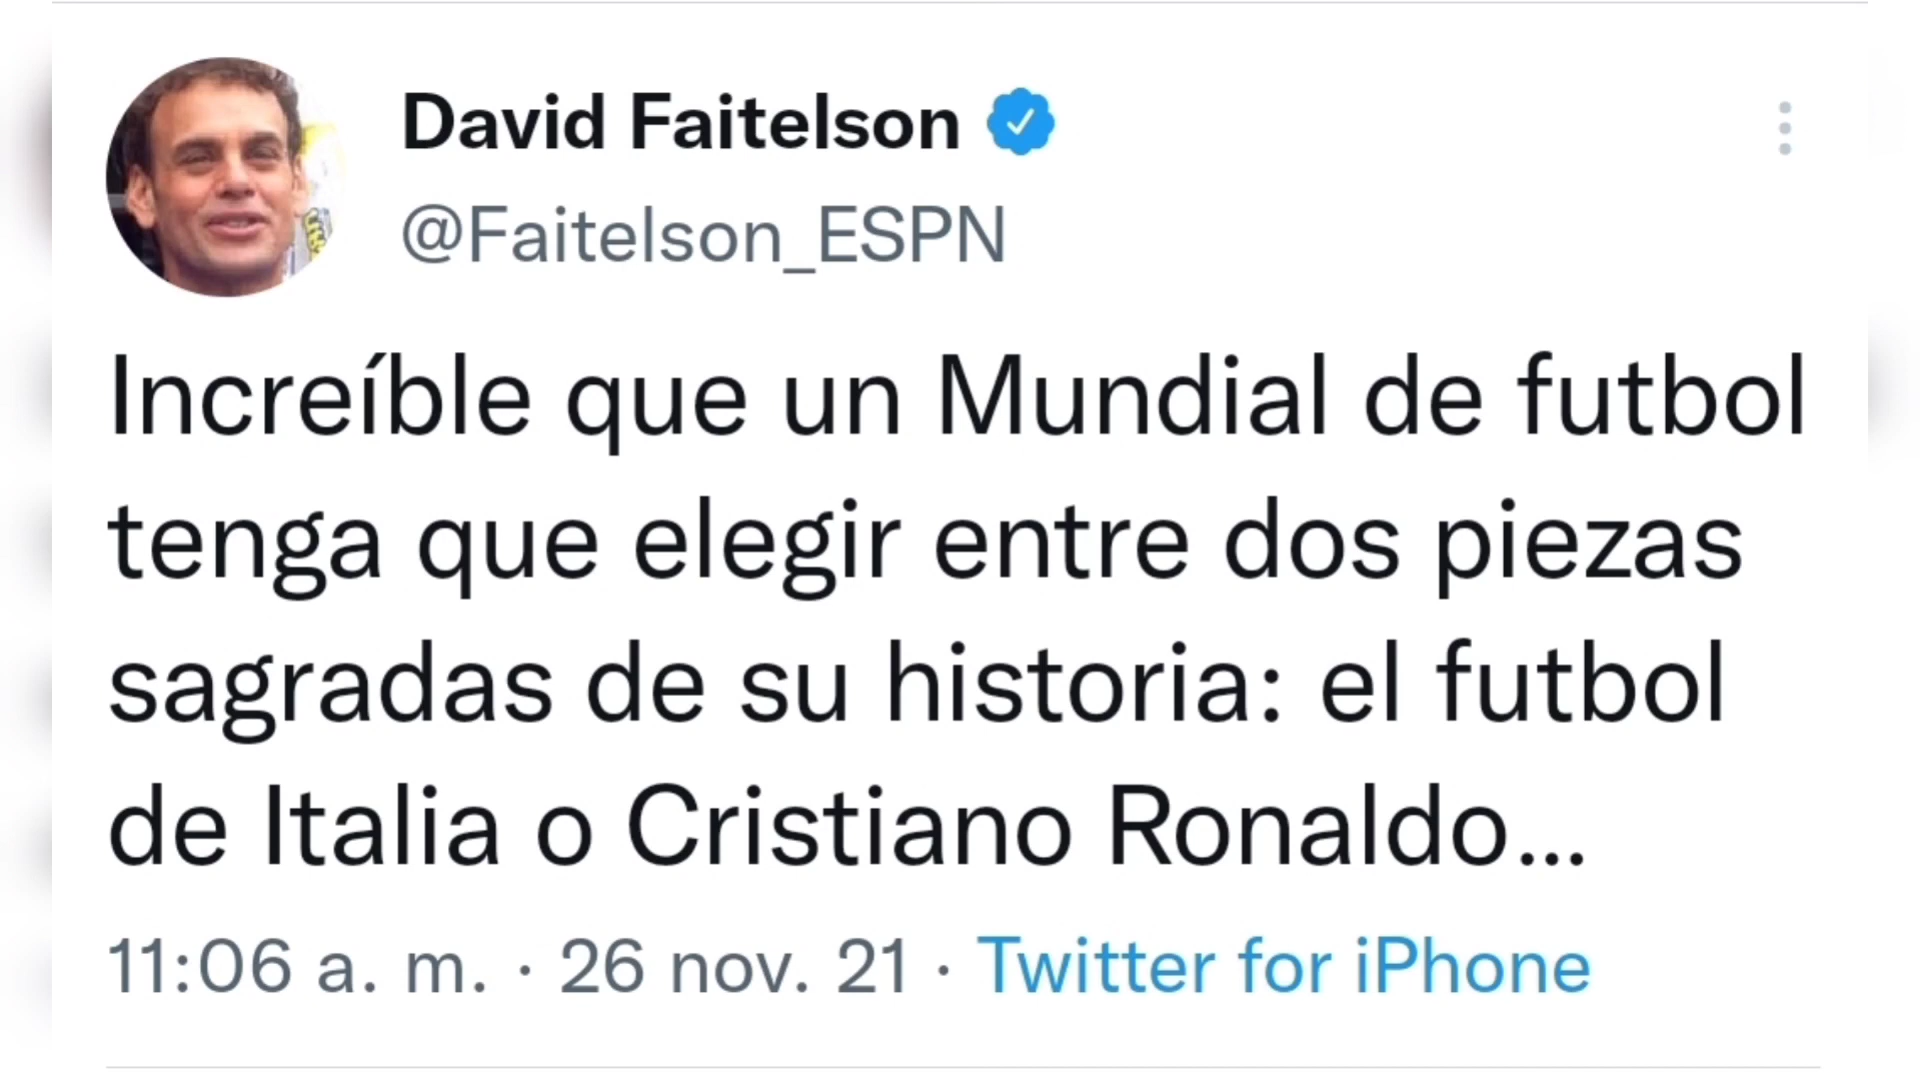 David Faitelson
@Faitelson_ESPN
Increíble que un Mundial de futbol
tenga que elegir entre dos piezas
sagradas de su historia: el futbol
de Italia o Cristiano Ronaldo...
11:06 a. m. · 26 nov. 21 · Twitter for iPhone